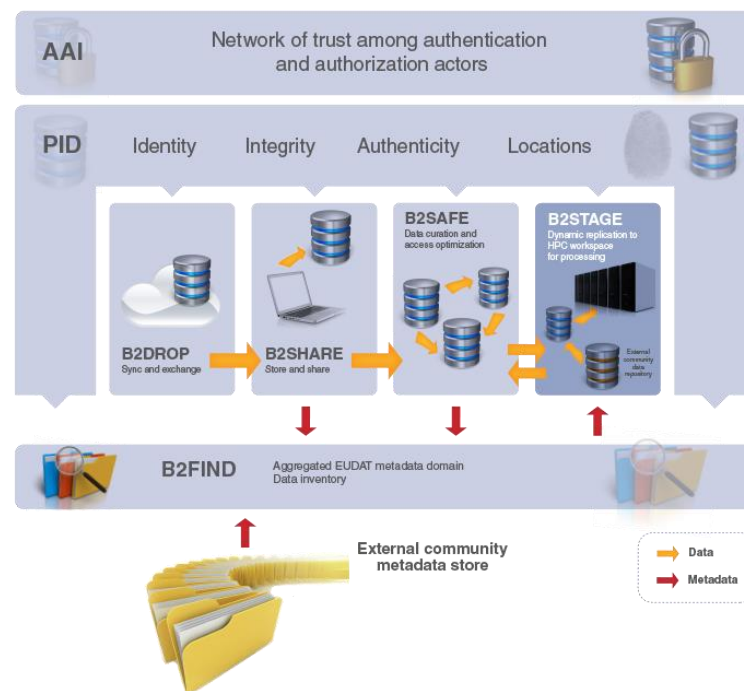 AAI
Network of trust among authentication
and authorization actors
PID
Identity
Integrity
Authenticity
Locations
B2DROP
Sync and exchange
B2SHARE
Store and share
B2SAFE
Data curation and
access optimization
B2STAGE
Dynamic replication to
HPC workspace
for processing
External
community
data
repository
B2FIND
Aggregated EUDAT metadata domain
Data inventory
External community
metadata store
Data
Metadata